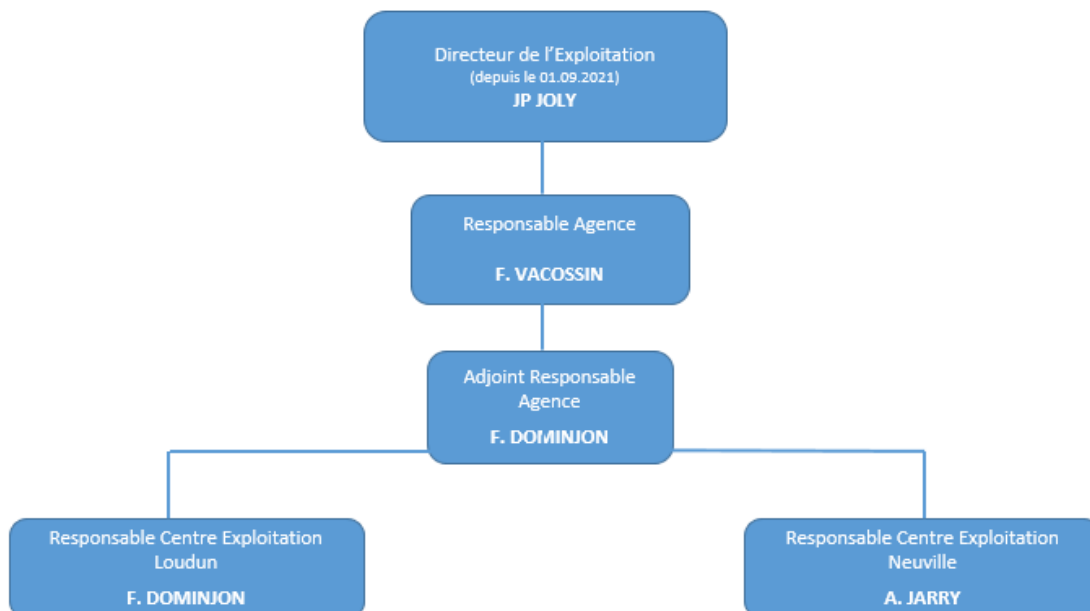 Directeur de l'Exploitation
(depuis le 01.09.2021)
JP JOLY
Responsable Agence
F. VACOSSIN
Adjoint Responsable
Agence
F. DOMINJON
Responsable Centre Exploitation
Loudun
F. DOMINJON
Responsable Centre Exploitation
Neuville
A. JARRY